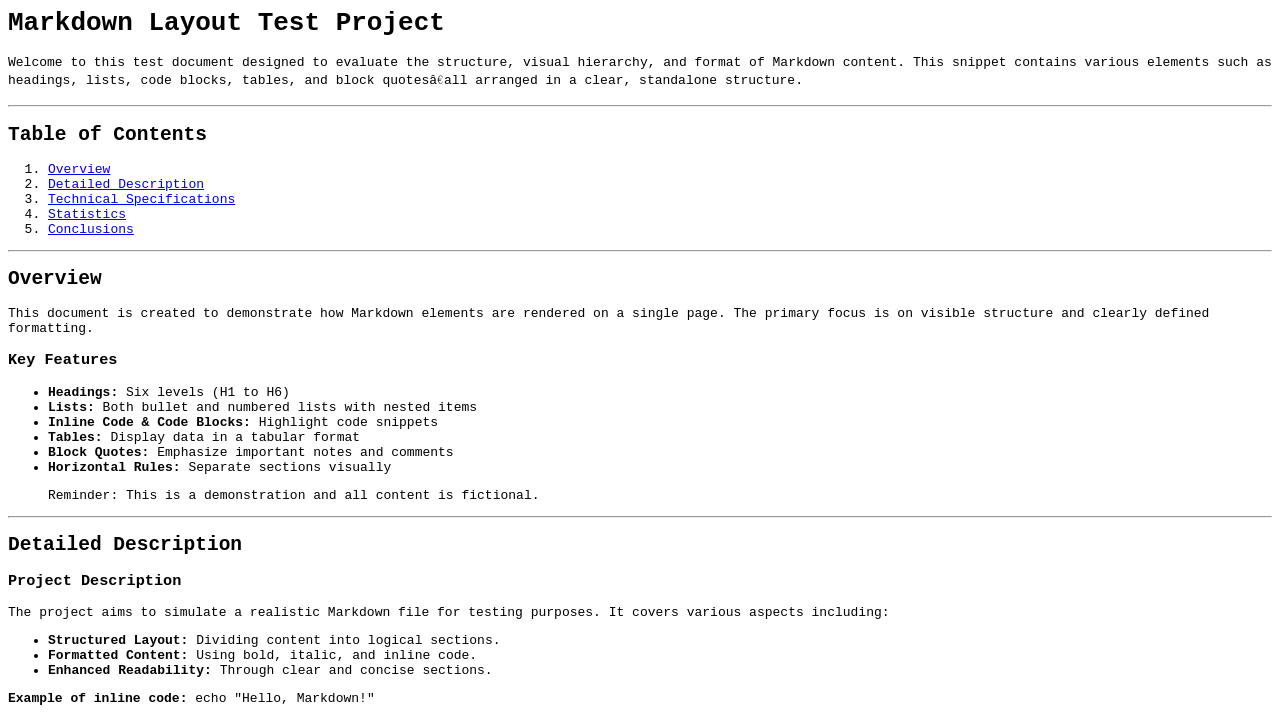 Markdown Layout Test Project
Welcome to this test document designed to evaluate the structure, visual hierarchy, and format of Markdown content. This snippet contains various elements such as
headings, lists, code blocks, tables, and block quotesâ€all arranged in a clear, standalone structure.
Table of Contents
1. Overview
2. Detailed Description
3. Technical Specifications
4. Statistics
5. Conclusions
Overview
This document is created to demonstrate how Markdown elements are rendered on a single page. The primary focus is on visible structure and clearly defined
formatting.
Key Features
• Headings: Six levels (H1 to H6)
• Lists: Both bullet and numbered lists with nested items
• Inline Code & Code Blocks: Highlight code snippets
• Tables: Display data in a tabular format
• Block Quotes: Emphasize important notes and comments
• Horizontal Rules: Separate sections visually
Reminder: This is a demonstration and all content is fictional.
Detailed Description
Project Description
The project aims to simulate a realistic Markdown file for testing purposes. It covers various aspects including:
• Structured Layout: Dividing content into logical sections.
• Formatted Content: Using bold, italic, and inline code.
• Enhanced Readability: Through clear and concise sections.
Example of inline code: echo "Hello, Markdown!"